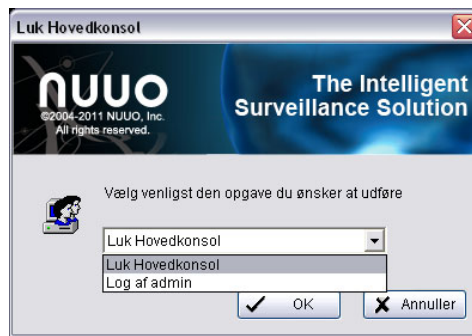 Luk Hovedkonsol
NUUO
©2004-2011 NUUO, Inc.
All rights reserved.
The Intelligent
Surveillance Solution
Vælg venligst den opgave du ønsker at udføre
Luk Hovedkonsol
Luk Hovedkonsol
Log af admin
OK
Annuller